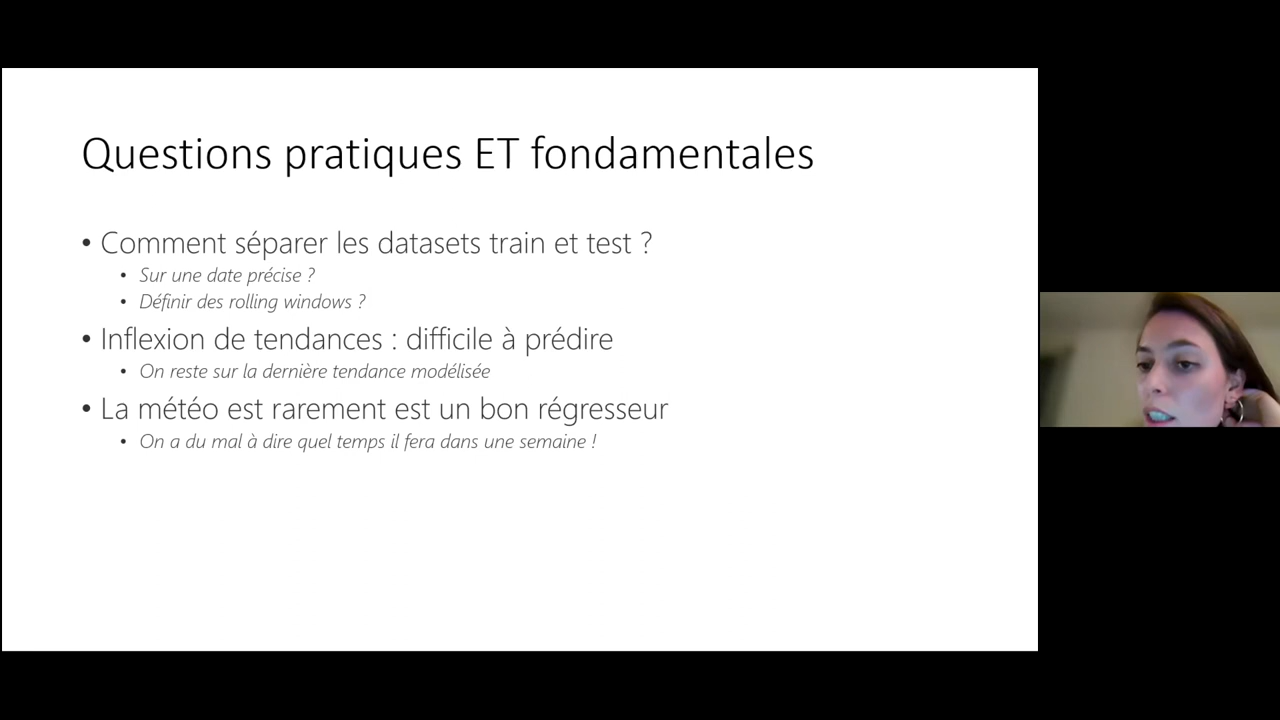 Questions pratiques ET fondamentales
• Comment séparer les datasets train et test ?
• Sur une date précise ?
• Définir des rolling windows ?
• Inflexion de tendances : difficile à prédire
• On reste sur la dernière tendance modélisée
• La météo est rarement est un bon régresseur
• On a du mal à dire quel temps il fera dans une semaine !